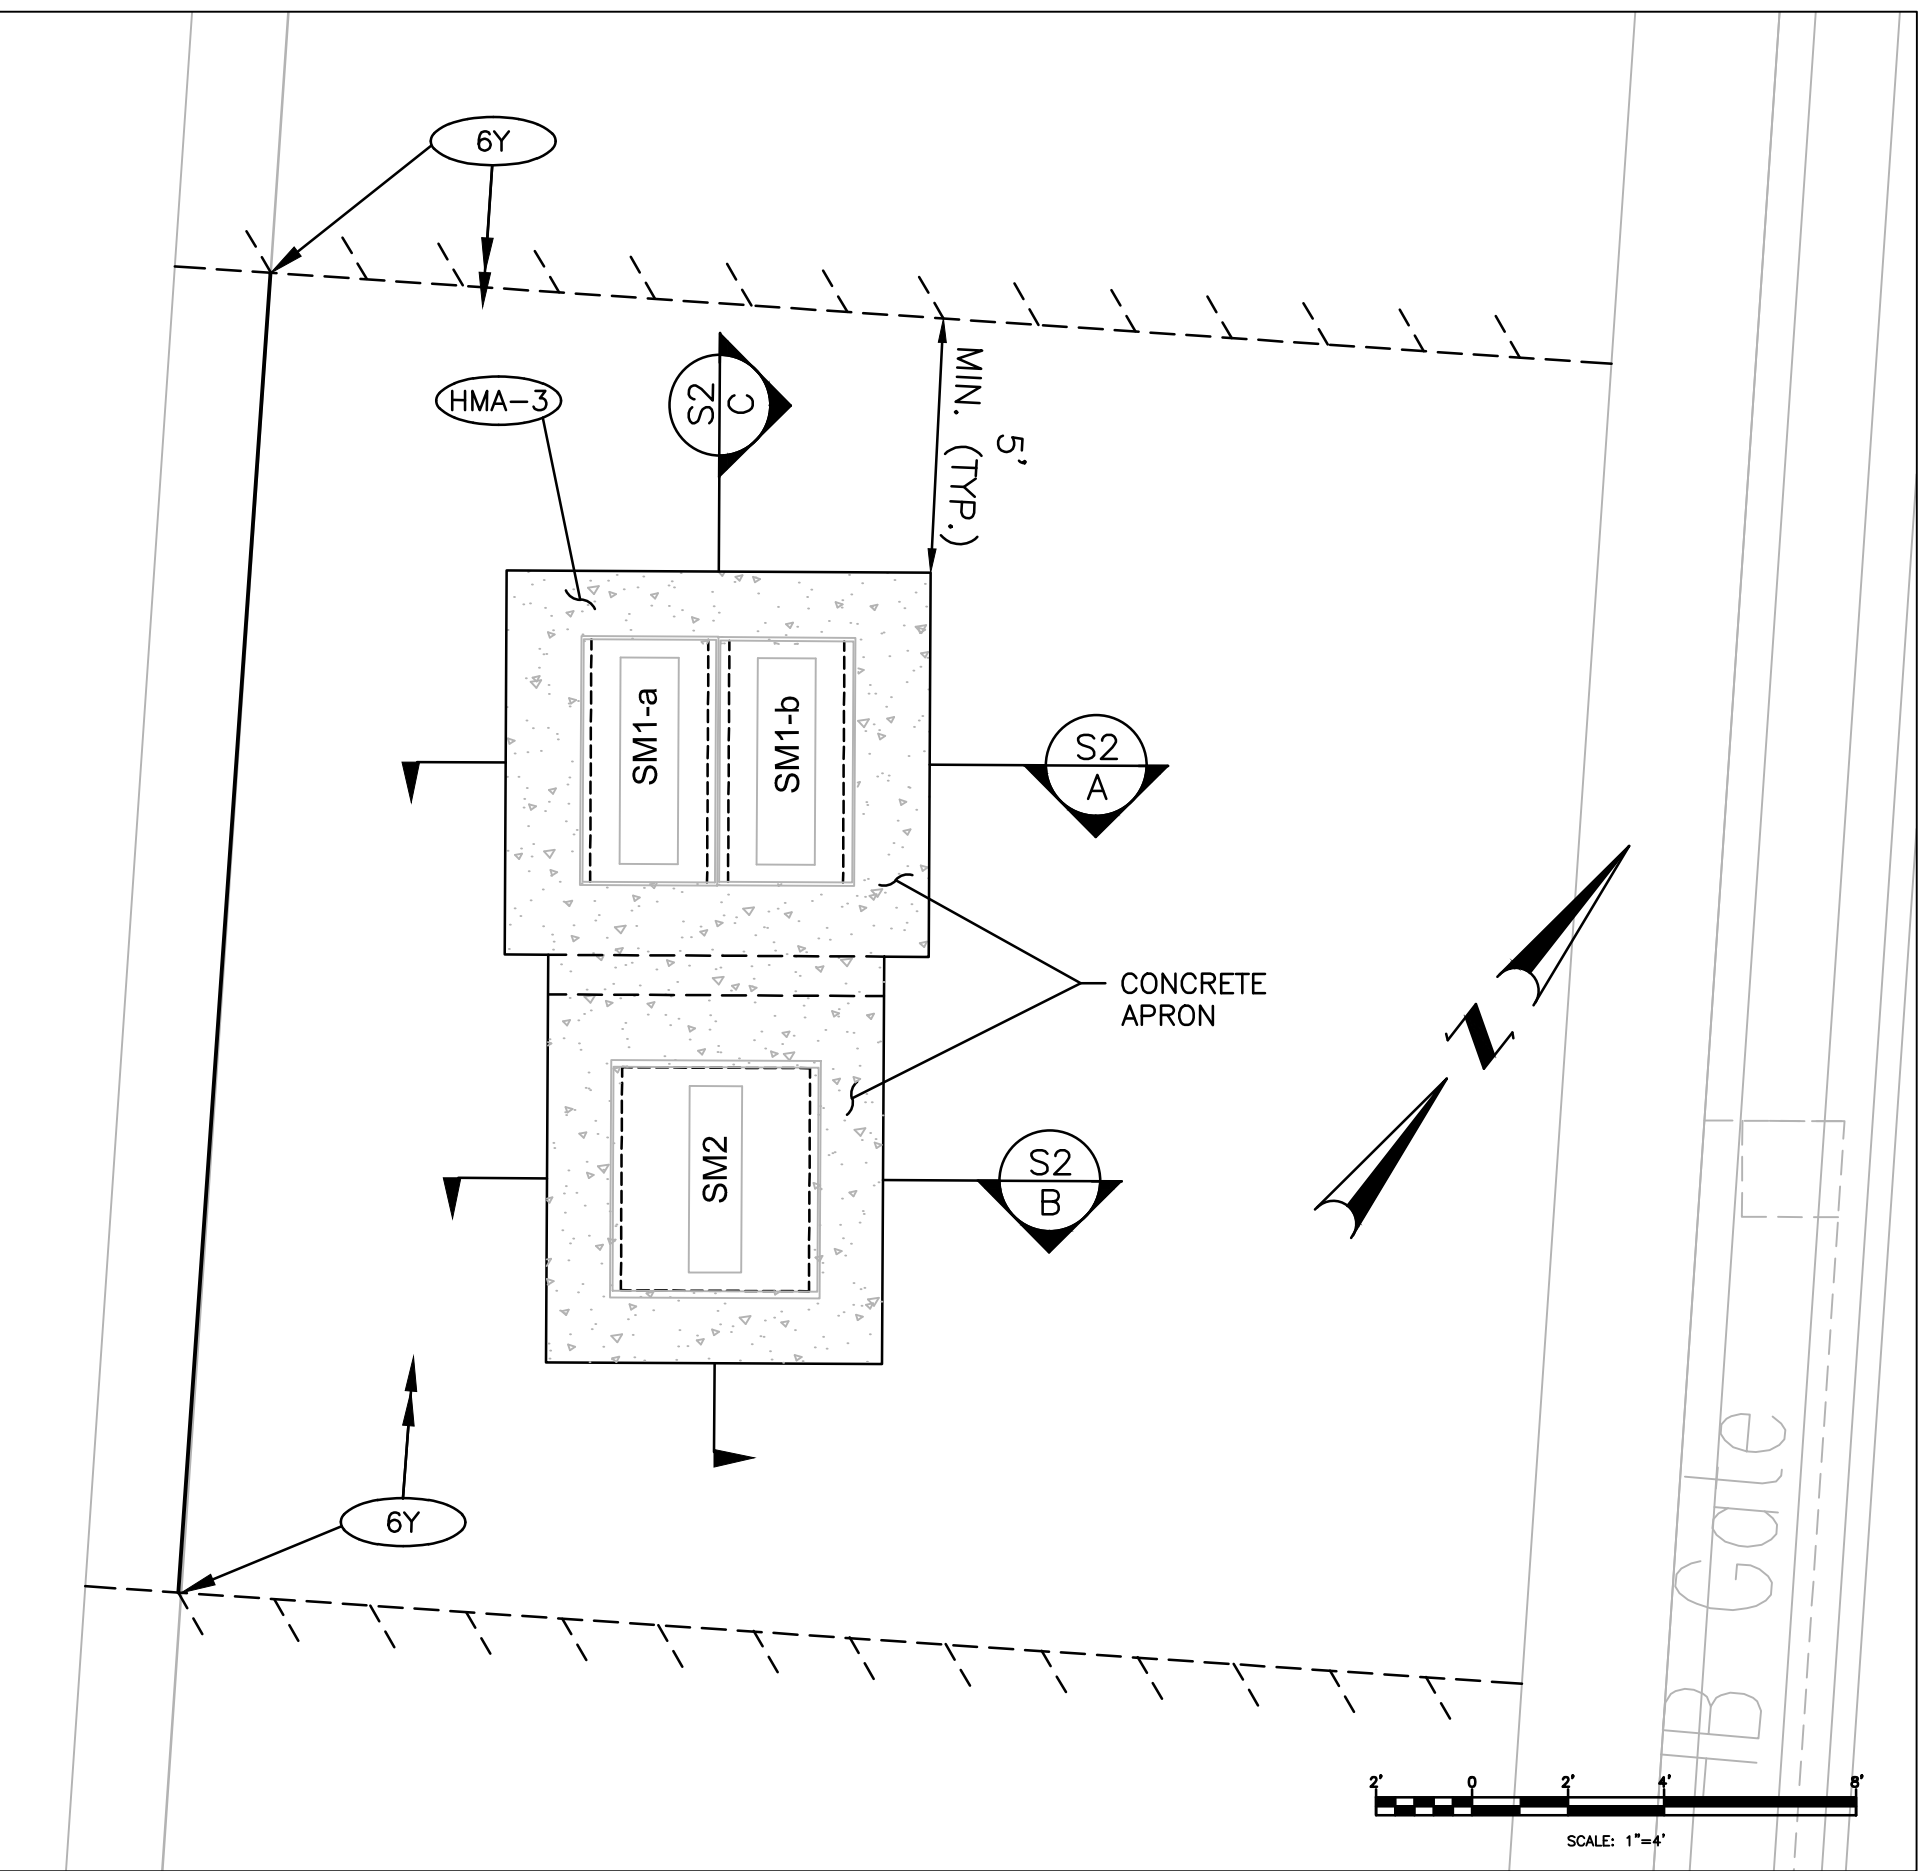 6Y
HMA-3
S2
C
MIN. (TYP.)
5'
SM1-a
SM1-b
S2
A
CONCRETE
APRON
N
SM2
S2
B
6Y
IB Gate
2' 0 2' 4' 8'
SCALE: 1"=4'